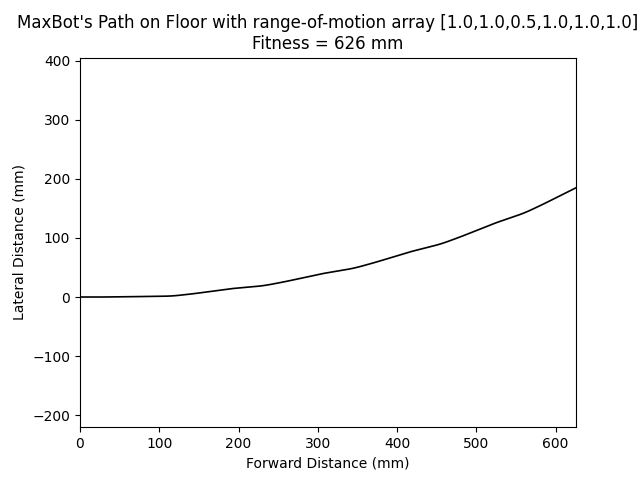 MaxBot's Path on Floor with range-of-motion array [1.0,1.0,0.5,1.0,1.0,1.0]
Fitness = 626 mm
400
300
200
100
0
−100
−200
Lateral Distance (mm)
0 100 200 300 400 500 600
Forward Distance (mm)